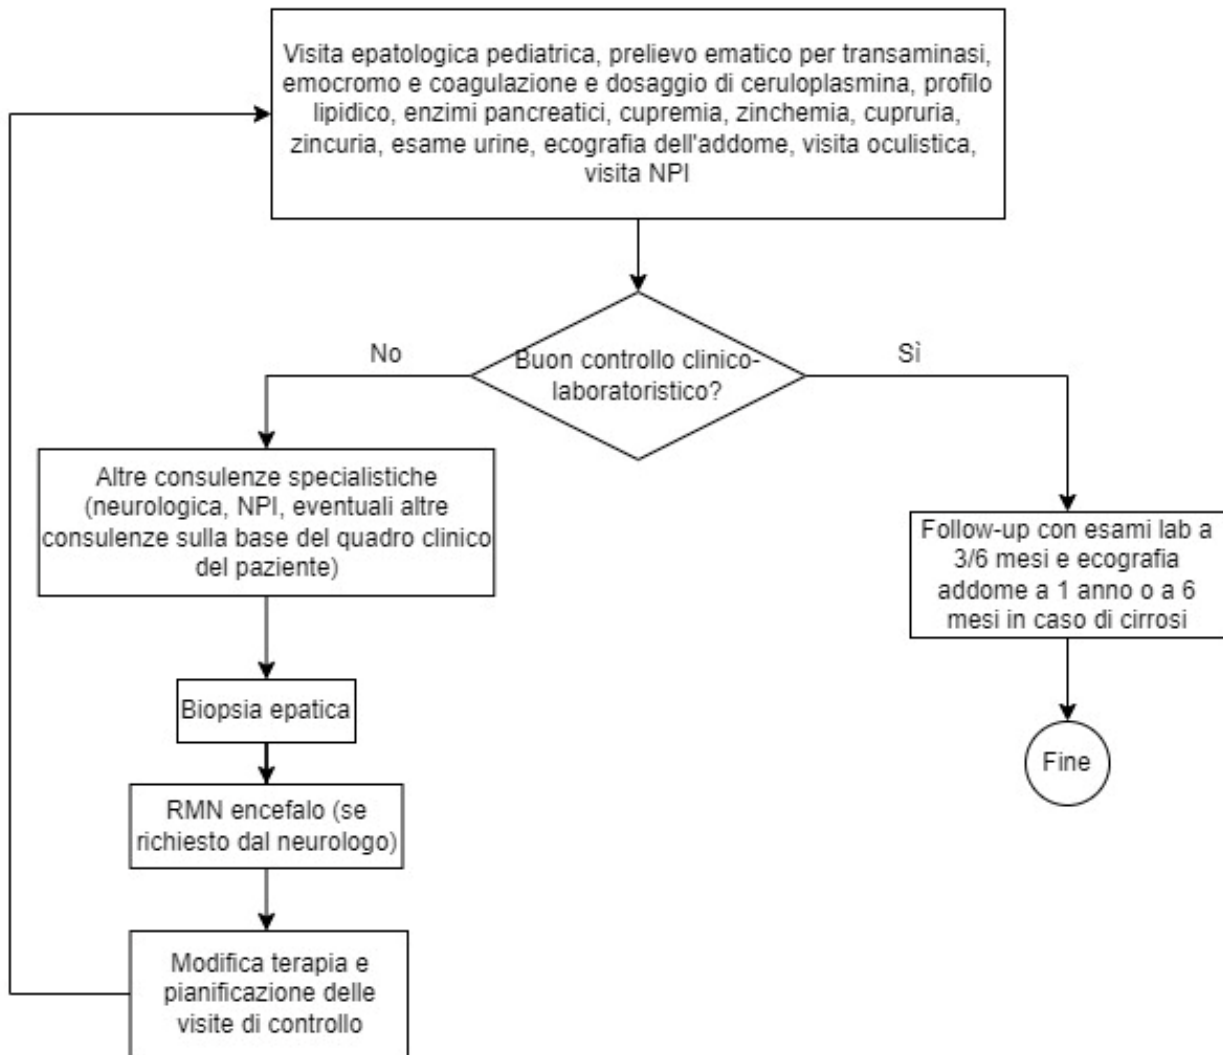 Visita epatologica pediatrica, prelievo ematico per transaminasi,
emocromo e coagulazione e dosaggio di ceruloplasmina, profilo
lipidico, enzimi pancreatici, cupremia, zinchemia, cupruria,
zincuria, esame urine, ecografia dell'addome, visita oculistica,
visita NPI
Buon controllo clinico-
laboratoristico?
No
Sì
Altre consulenze specialistiche
(neurologica, NPI, eventuali altre
consulenze sulla base del quadro clinico
del paziente)
Follow-up con esami lab a
3/6 mesi e ecografia
addome a 1 anno o a 6
mesi in caso di cirrosi
Biopsia epatica
Fine
RMN encefalo (se
richiesto dal neurologo)
Modifica terapia e
pianificazione delle
visite di controllo